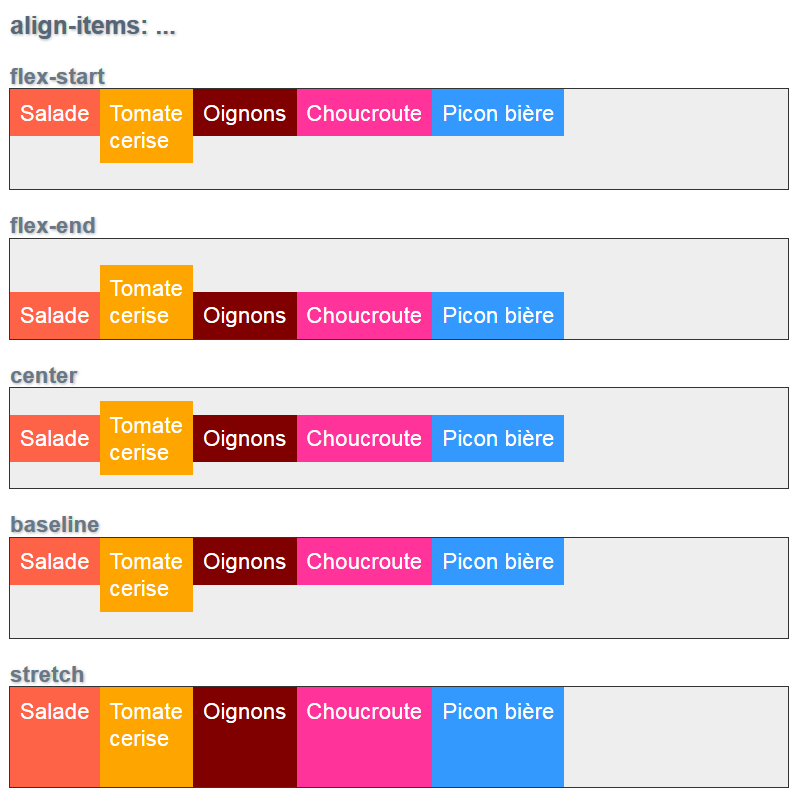 align-items: ...
flex-start
Salade Tomate Oignons Choucroute Picon bière
cerise
flex-end
Tomate
Salade cerise Oignons Choucroute Picon bière
center
Salade Tomate Oignons Choucroute Picon bière
cerise
baseline
Salade Tomate Oignons Choucroute Picon bière
cerise
stretch
Salade Tomate Oignons Choucroute Picon bière
cerise